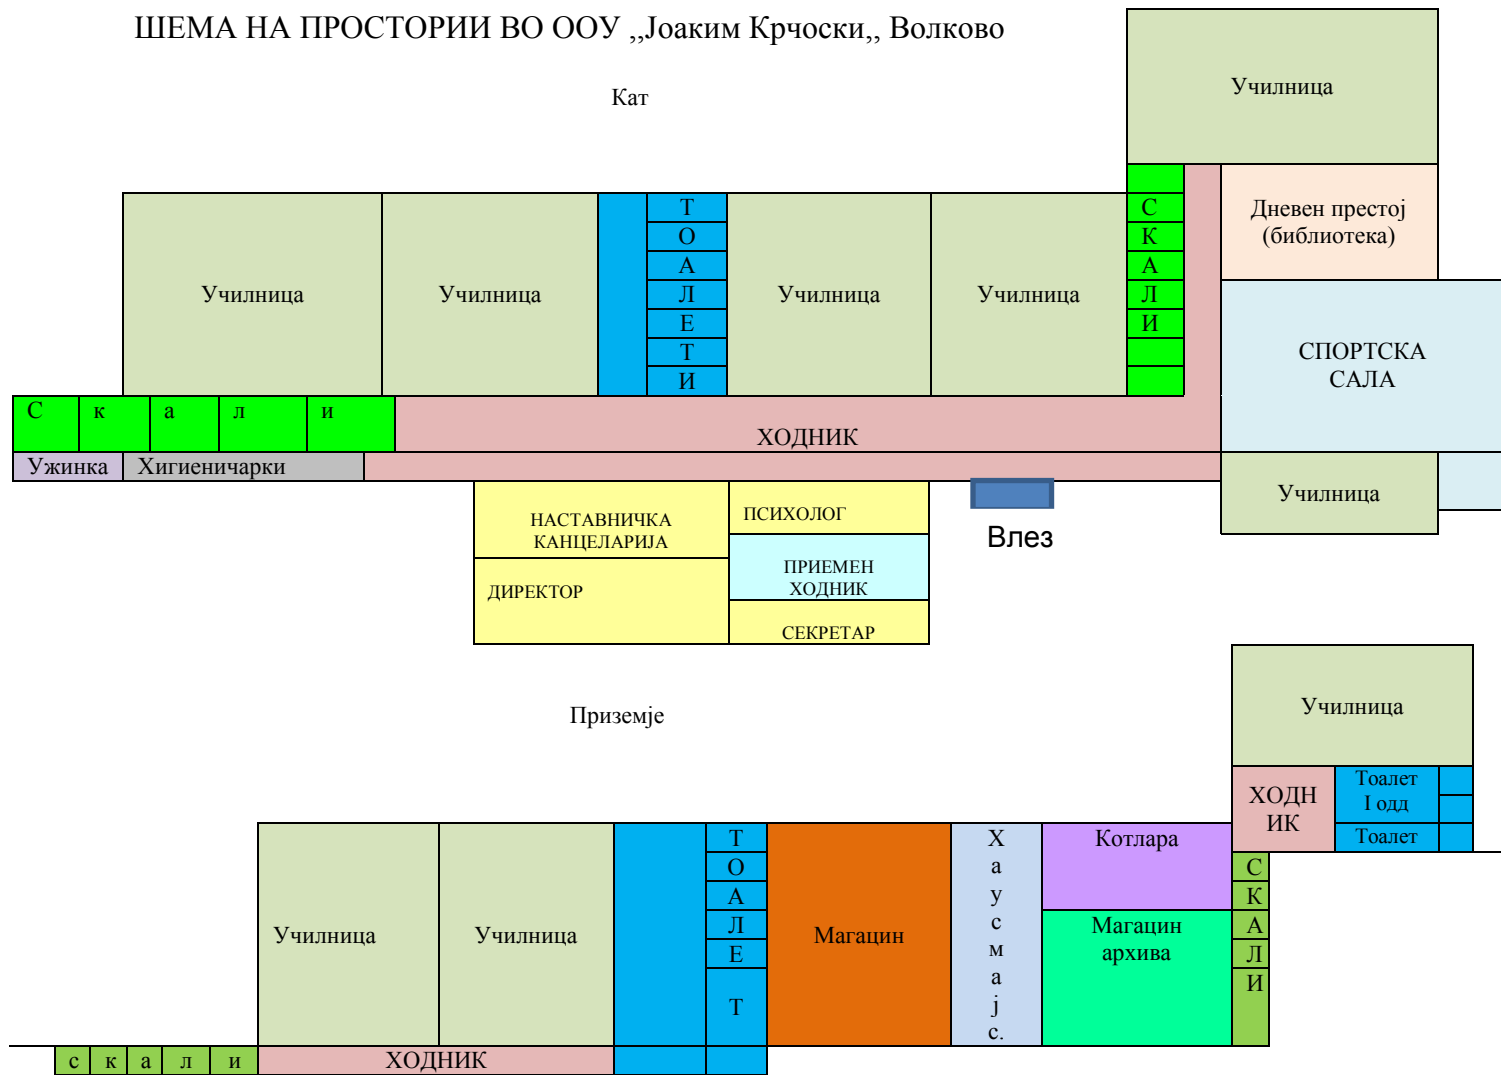 ШЕМА НА ПРОСТОРИИ ВО ООУ ,,Јоаким Крчоски,, Волково
Кат
Училница
Дневен престој
(библиотека)
Училница
Училница
Т
О
А
Л
Е
Т
И
Училница
Училница
С
К
А
Л
И
СПОРТСКА
САЛА
С к а л и
ХОДНИК
Ужинка
Хигиеничарки
Училница
НАСТАВНИЧКА
КАНЦЕЛАРИЈА
ПСИХОЛОГ
Влез
ПРИЕМЕН
ХОДНИК
ДИРЕКТОР
СЕКРЕТАР
Приземје
Училница
ХОДН
ИК
Тоалет
I одд
Тоалет
Училница
Училница
Т
О
А
Л
Е
Т
Магацин
Х
а
у
с
м
а
ј
с.
Котлара
Магацин
архива
С
К
А
Л
И
с к а л и
ХОДНИК